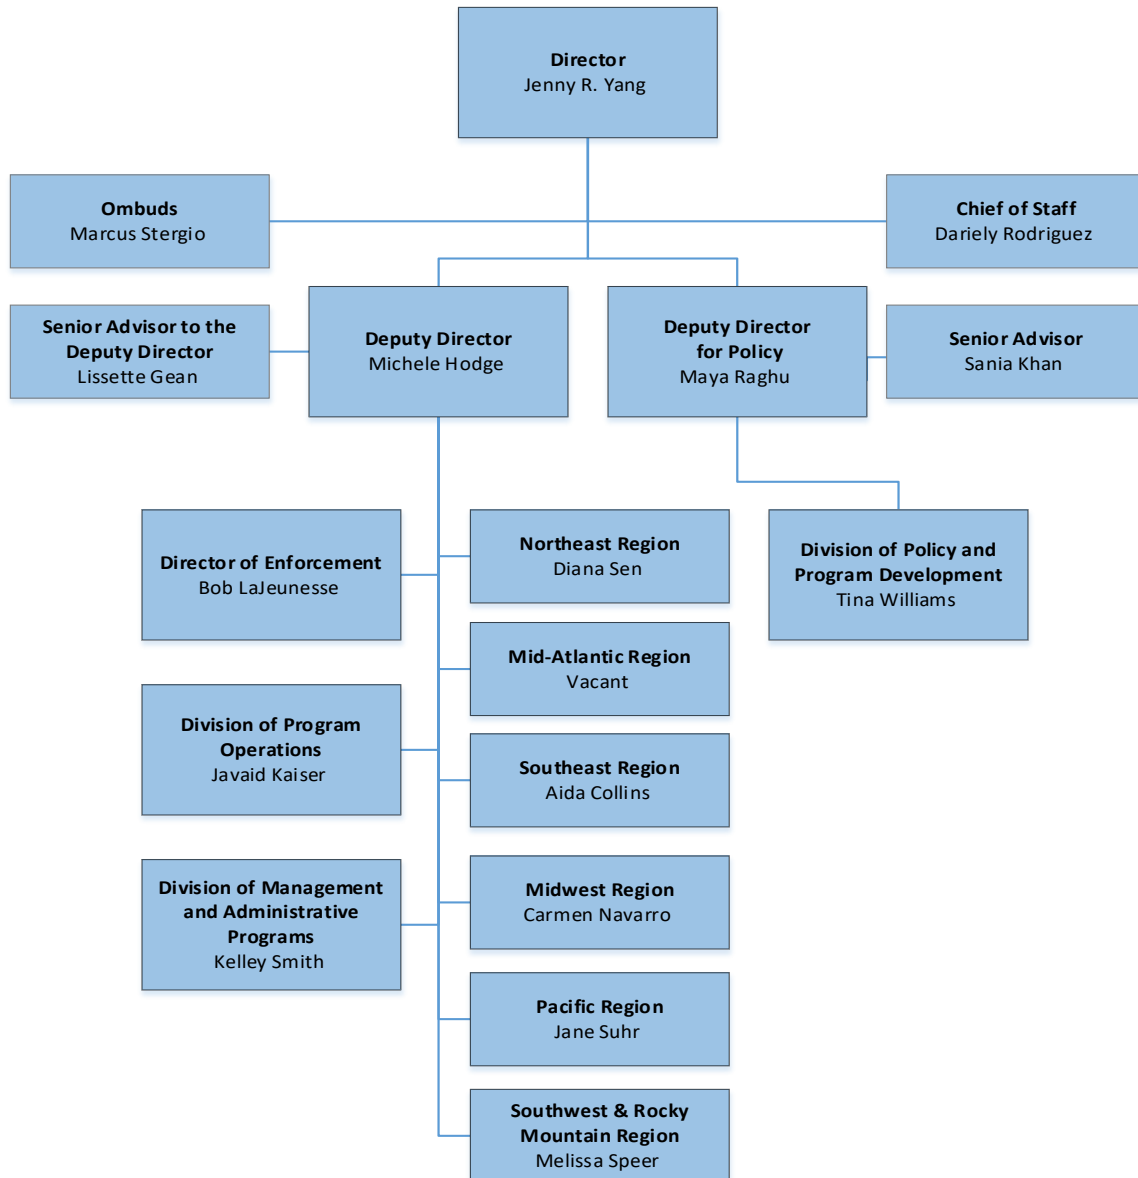 Director
Jenny R. Yang
Ombuds
Marcus Stergio
Chief of Staff
Dariely Rodriguez
Senior Advisor to the
Deputy Director
Lissette Gean
Deputy Director
Michele Hodge
Deputy Director
for Policy
Maya Raghu
Senior Advisor
Sania Khan
Director of Enforcement
Bob LaJeunesse
Northeast Region
Diana Sen
Division of Policy and
Program Development
Tina Williams
Mid-Atlantic Region
Vacant
Division of Program
Operations
Javaid Kaiser
Southeast Region
Aida Collins
Division of Management
and Administrative
Programs
Kelley Smith
Midwest Region
Carmen Navarro
Pacific Region
Jane Suhr
Southwest & Rocky
Mountain Region
Melissa Speer